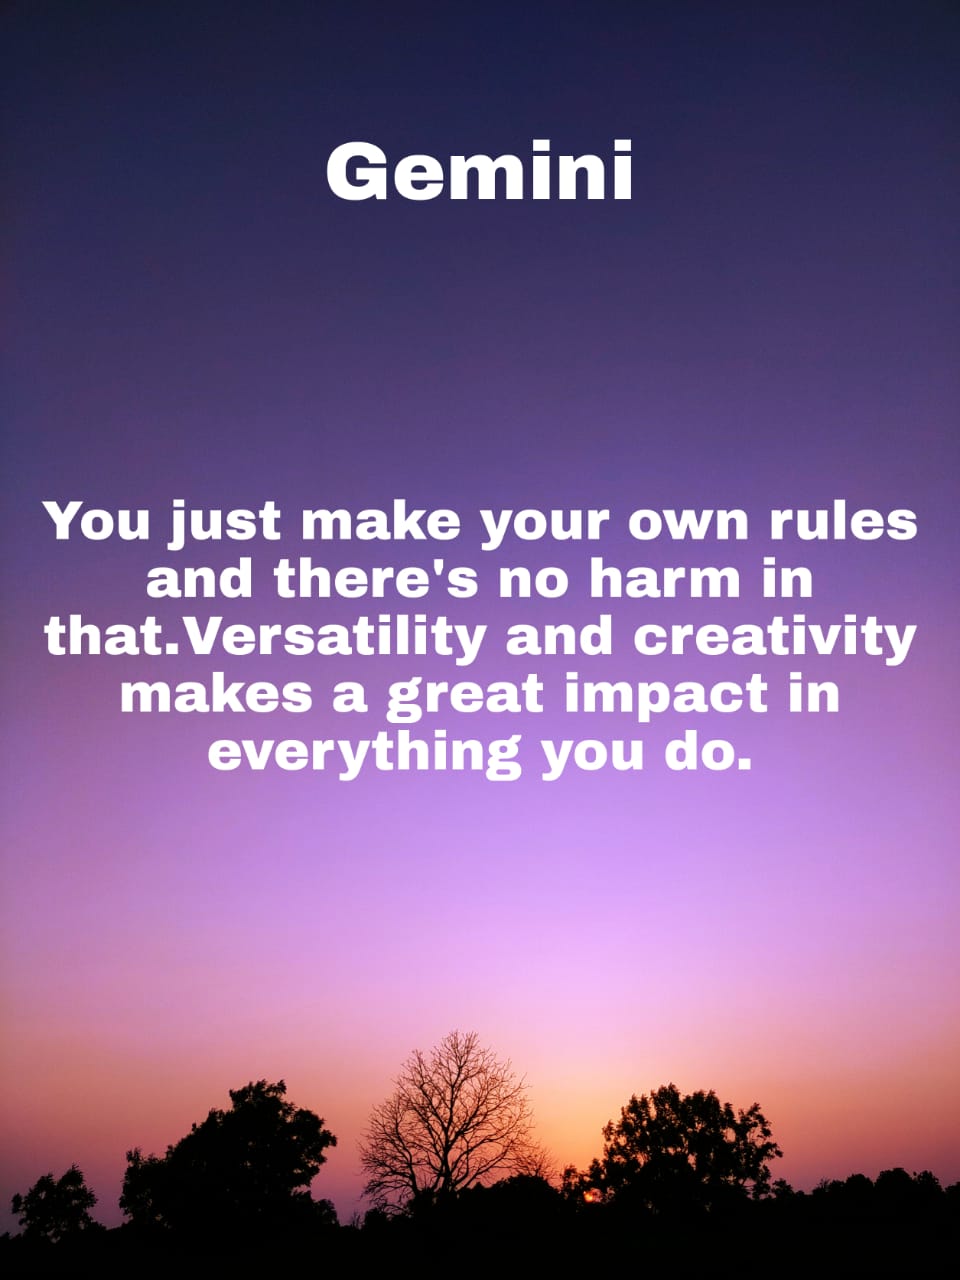 Gemini
You just make your own rules
and there's no harm in
that.Versatility and creativity
makes a great impact in
everything you do.